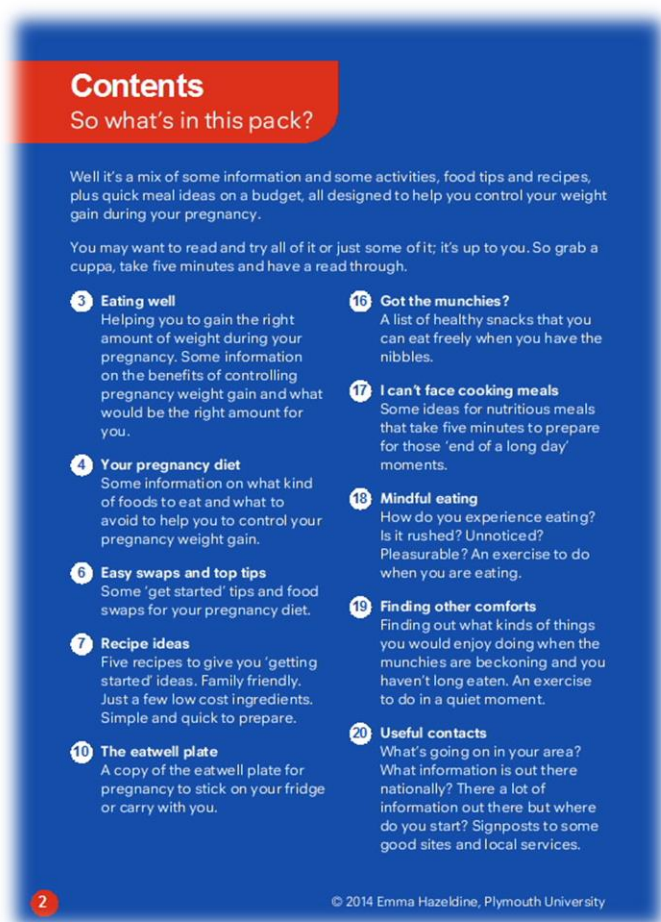 Contents
So what's in this pack?
Well it's a mix of some information and some activities, food tips and recipes,
plus quick meal ideas on a budget, all designed to help you control your weight
gain during your pregnancy.
You may want to read and try all of it or just some of it; it's up to you. So grab a
cuppa, take five minutes and have a read through.
3 Eating well
Helping you to gain the right
amount of weight during your
pregnancy. Some information
on the benefits of controlling
pregnancy weight gain and what
would be the right amount for
you.
4 Your pregnancy diet
Some information on what kind
of foods to eat and what to
avoid to help you to control your
pregnancy weight gain.
6 Easy swaps and top tips
Some 'get started' tips and food
swaps for your pregnancy diet.
7 Recipe ideas
Five recipes to give you 'getting
started' ideas. Family friendly.
Just a few low cost ingredients.
Simple and quick to prepare.
10 The eatwell plate
A copy of the eatwell plate for
pregnancy to stick on your fridge
or carry with you.
16 Got the munchies?
A list of healthy snacks that you
can eat freely when you have the
nibbles.
17 I can't face cooking meals
Some ideas for nutritious meals
that take five minutes to prepare
for those 'end of a long day'
moments.
18 Mindful eating
How do you experience eating?
Is it rushed? Unnoticed?
Pleasurable? An exercise to do
when you are eating.
19 Finding other comforts
Finding out what kinds of things
you would enjoy doing when the
munchies are beckoning and you
haven't long eaten. An exercise
to do in a quiet moment.
20 Useful contacts
What's going on in your area?
What information is out there
nationally? There a lot of
information out there but where
do you start? Signposts to some
good sites and local services.
2
© 2014 Emma Hazeldine, Plymouth University